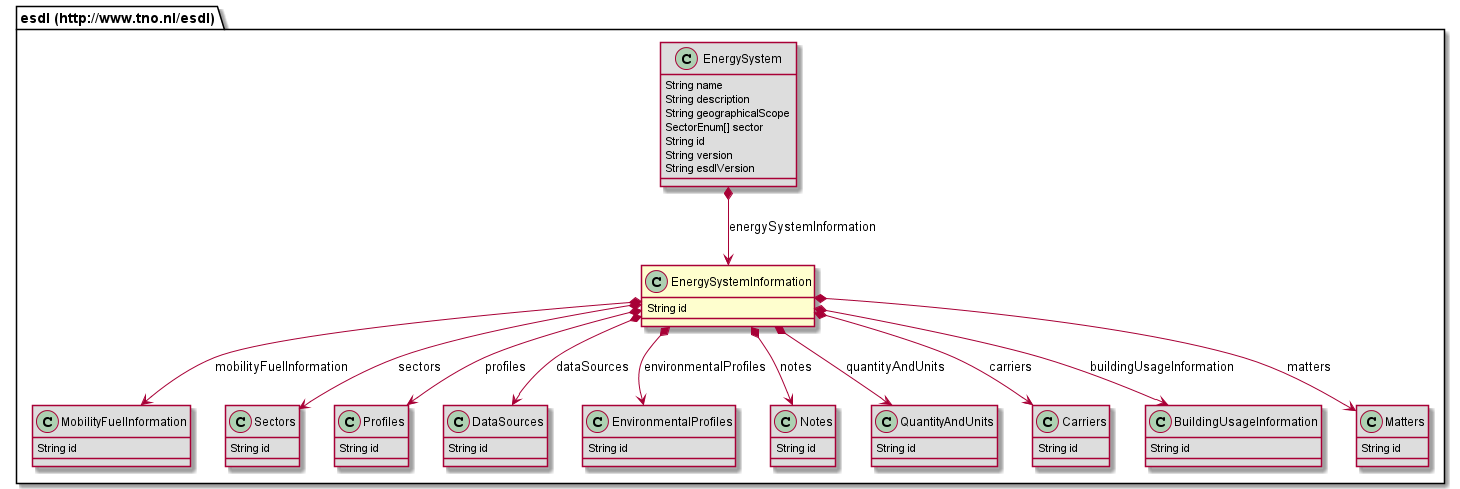 esdl (http://www.tno.nl/esdl)
C EnergySystem
String name
String description
String geographicalScope
SectorEnum[] sector
String id
String version
String esdlVersion
energySystemInformation
C EnergySystemInformation
String id
mobilityFuelInformation
sectors
profiles
dataSources
environmentalProfiles
notes
quantityAndUnits
carriers
buildingUsageInformation
matters
C MobilityFuelInformation
String id
C Sectors
String id
C Profiles
String id
C DataSources
String id
C EnvironmentalProfiles
String id
C Notes
String id
C QuantityAndUnits
String id
C Carriers
String id
C BuildingUsageInformation
String id
C Matters
String id